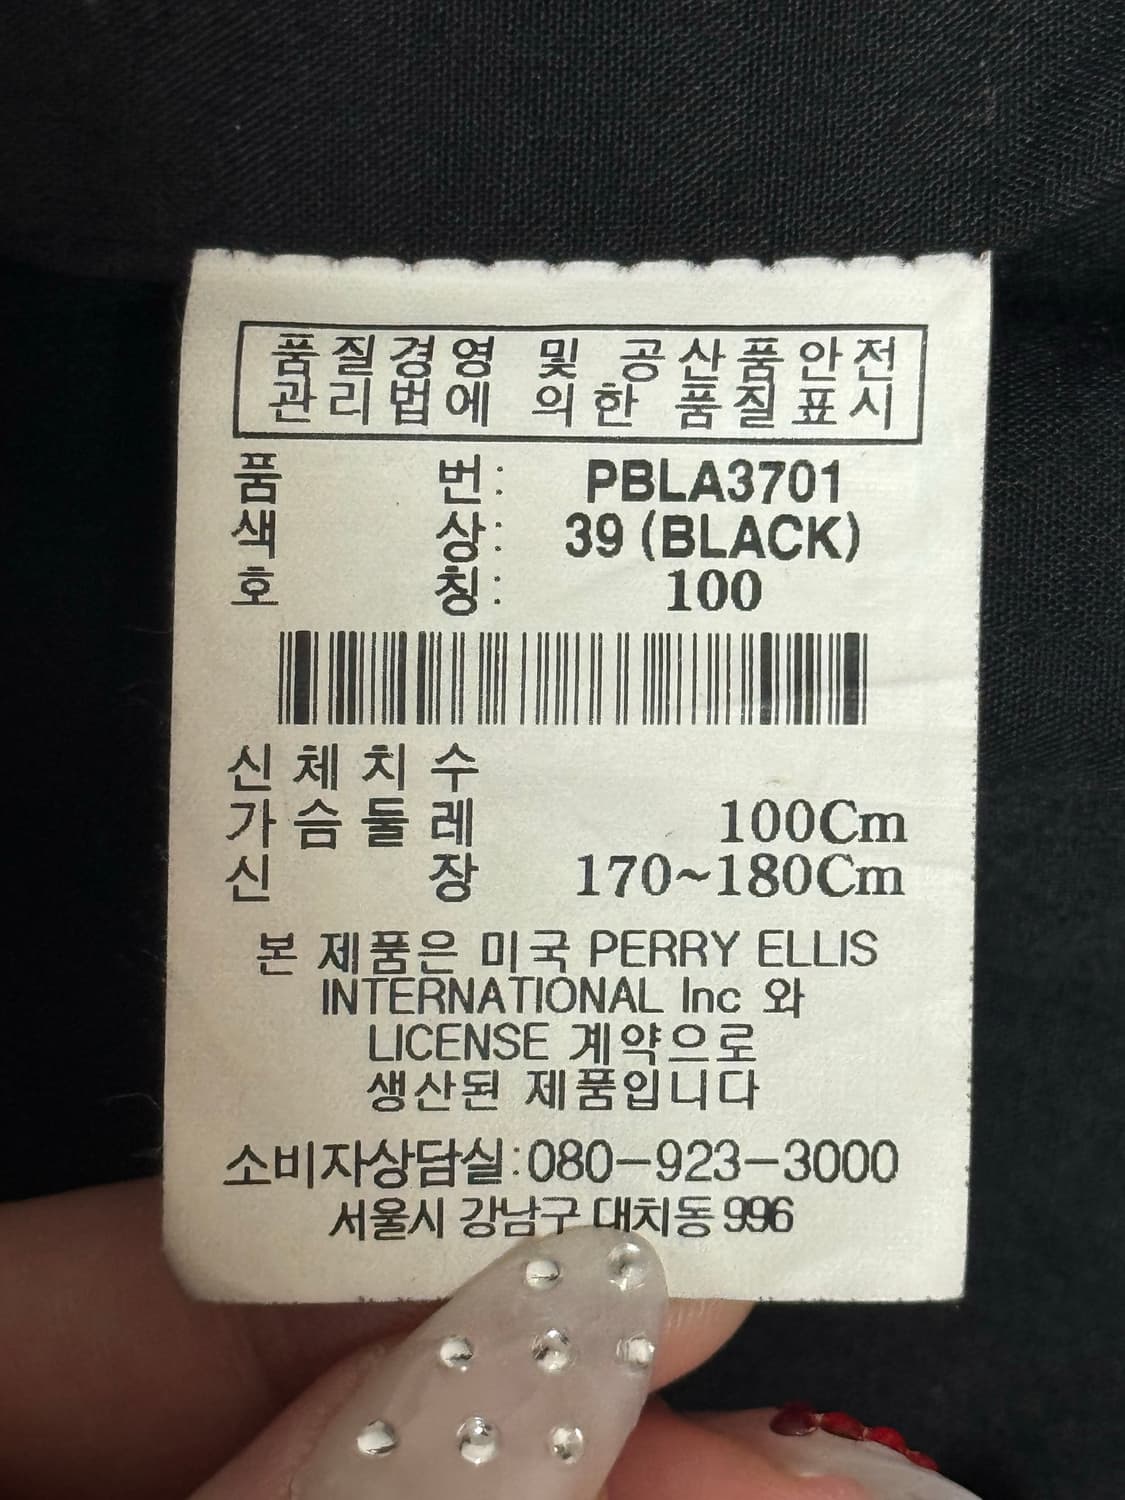 품질경영 및 공산품안전
관리법에 의한 품질표시
품 번: PBLA3701
색 상: 39 (BLACK)
호 칭: 100
신체치수
가슴둘레 100Cm
신 장 170~180Cm
본 제품은 미국 PERRY ELLIS
INTERNATIONAL Inc 와
LICENSE 계약으로
생산된 제품입니다
소비자상담실:080-923-3000
서울시 강남구 대치동 996